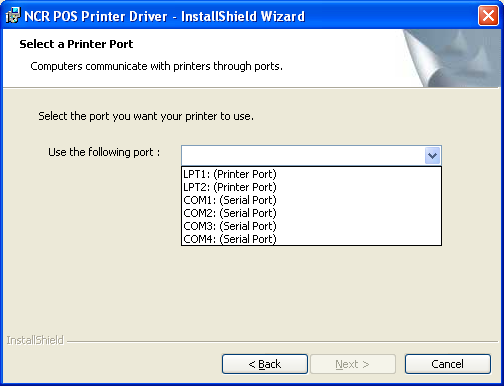 NCR POS Printer Driver - InstallShield Wizard
Select a Printer Port
Computers communicate with printers through ports.
Select the port you want your printer to use.
Use the following port :
LPT1: (Printer Port)
LPT2: (Printer Port)
COM1: (Serial Port)
COM2: (Serial Port)
COM3: (Serial Port)
COM4: (Serial Port)
InstallShield
< Back
Next >
Cancel